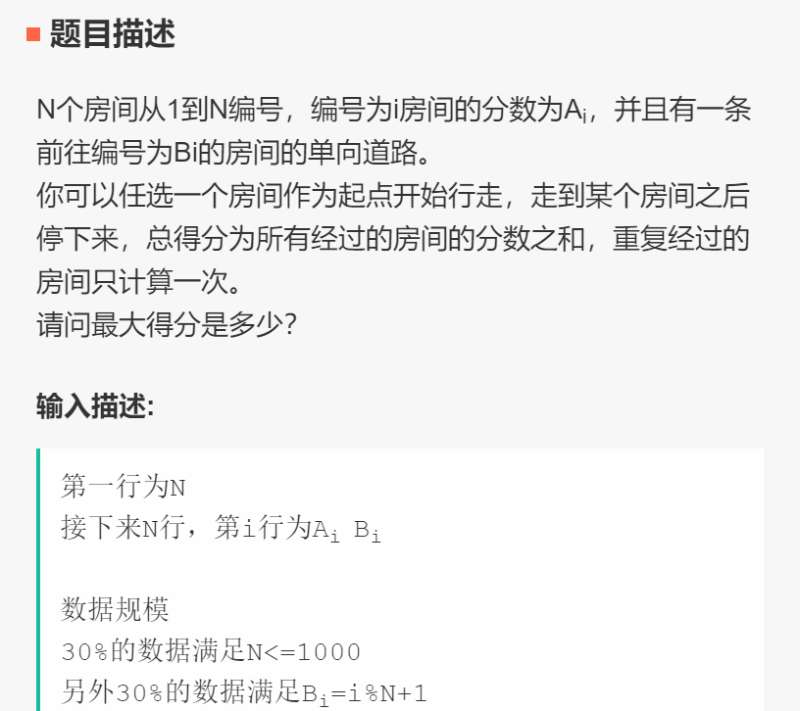 题目描述
N个房间从1到N编号，编号为i房间的分数为Ai，并且有一条
前往编号为Bi的房间的单向道路。
你可以任选一个房间作为起点开始行走，走到某个房间之后
停下来，总得分为所有经过的房间的分数之和，重复经过的
房间只计算一次。
请问最大得分是多少？
输入描述:
第一行为N
接下来N行，第i行为Ai Bi
数据规模
30%的数据满足N<=1000
另外30%的数据满足Bi=i%N+1